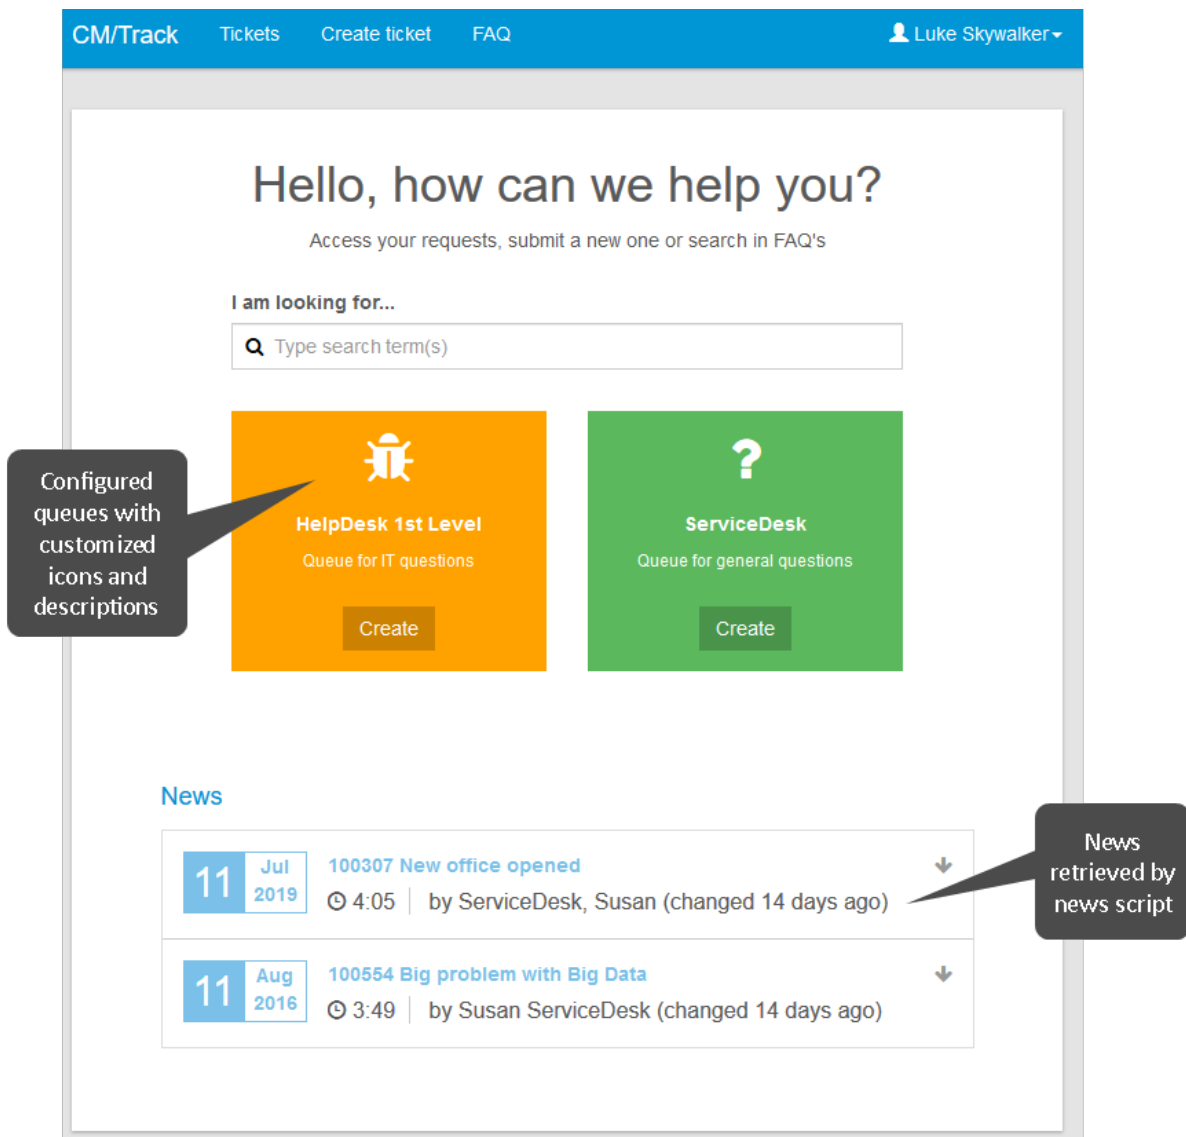 CM/Track Tickets Create ticket FAQ Luke Skywalker
Hello, how can we help you?
Access your requests, submit a new one or search in FAQ's
I am looking for...
Type search term(s)
Configured
queues with
customized
icons and
descriptions
HelpDesk 1st Level
Queue for IT questions
Create
ServiceDesk
Queue for general questions
Create
News
11 Jul 2019
100307 New office opened
4:05 by ServiceDesk, Susan (changed 14 days ago)
News
retrieved by
news script
11 Aug 2016
100554 Big problem with Big Data
3:49 by Susan ServiceDesk (changed 14 days ago)